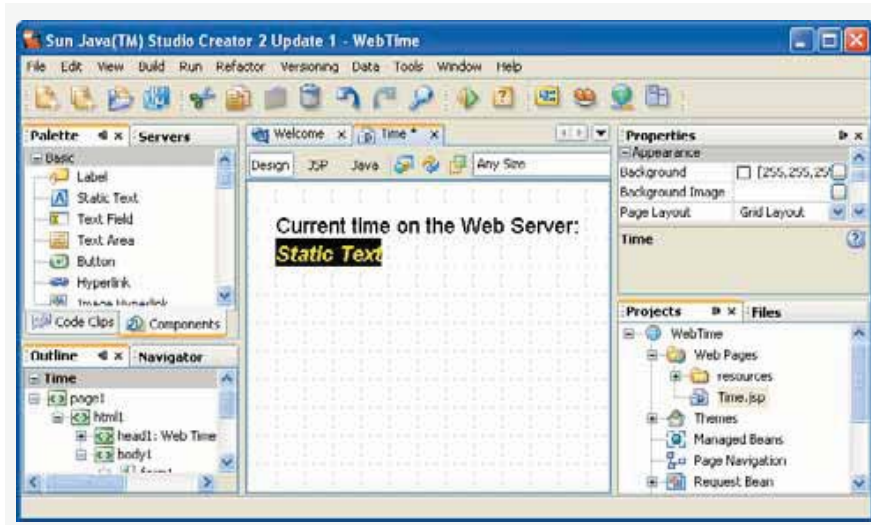 Sun Java(TM) Studio Creator 2 Update 1 - WebTime
File Edit View Build Run Refactor Versioning Data Tools Window Help
Palette Servers
Basic
Label
Static Text
Text Field
Text Area
Button
Hyperlink
Image Hyperlink
Code Clips Components
Outline Navigator
Time
page1
html1
head1: Web Time
body1
form1
Welcome Time *
Design JSP Java Any Size
Current time on the Web Server:
Static Text
Properties
Appearance
Background [255,255,25
Background Image
Page Layout Grid Layout
Time
Projects Files
WebTime
Web Pages
resources
Time.jsp
Themes
Managed Beans
Page Navigation
Request Bean